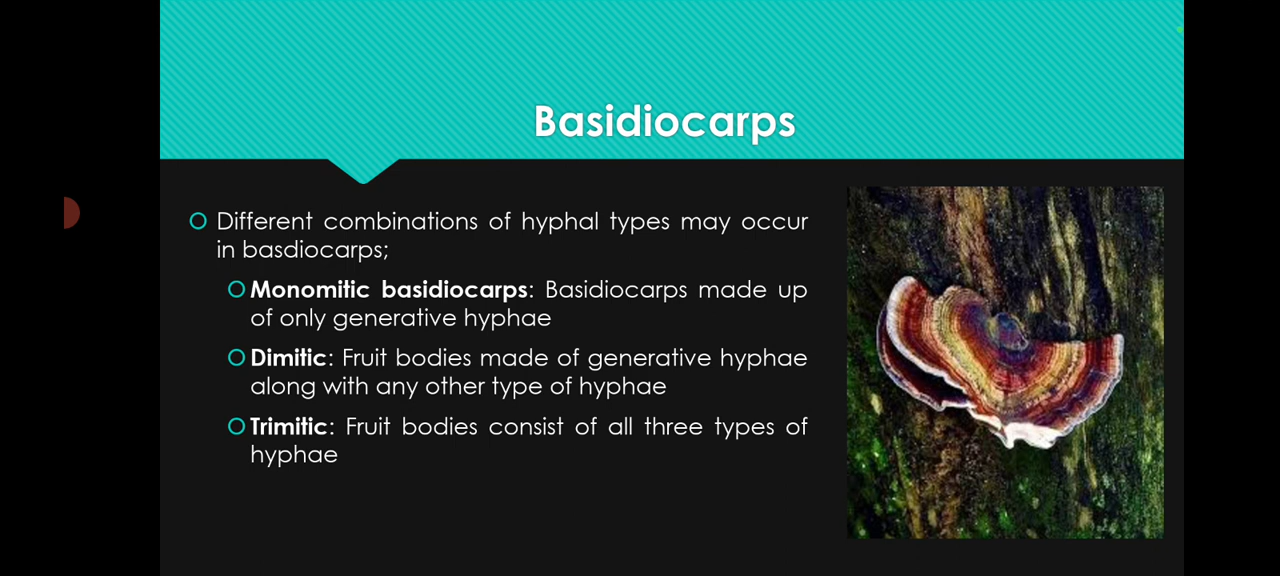 Basidiocarps
Different combinations of hyphal types may occur
in basdiocarps;
Monomitic basidiocarps: Basidiocarps made up
of only generative hyphae
Dimitic: Fruit bodies made of generative hyphae
along with any other type of hyphae
Trimitic: Fruit bodies consist of all three types of
hyphae